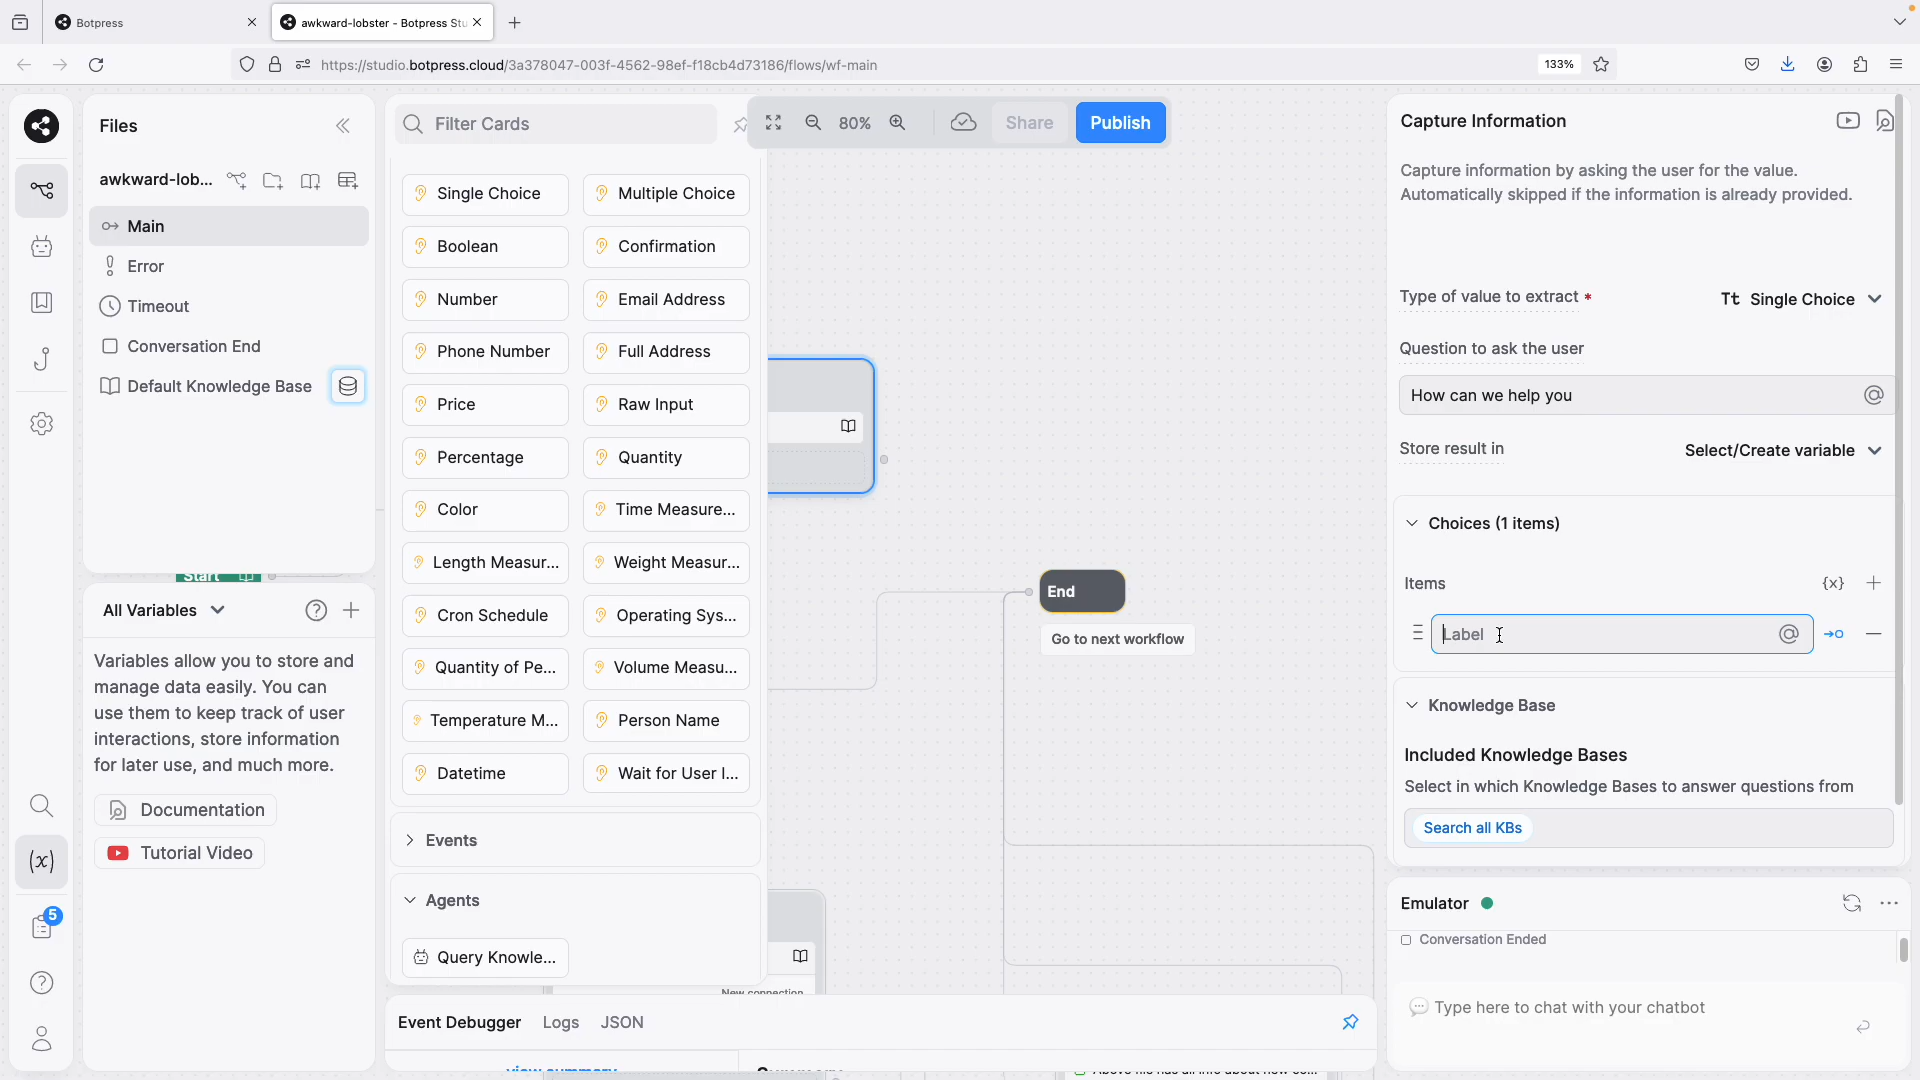 Botpress
awkward-lobster - Botpress Stu
https://studio.botpress.cloud/3a378047-003f-4562-98ef-f18cb4d73186/flows/wf-main
133%
Files
awkward-lob...
Main
Error
Timeout
Conversation End
Default Knowledge Base
Start
All Variables
Variables allow you to store and
manage data easily. You can
use them to keep track of user
interactions, store information
for later use, and much more.
Documentation
Tutorial Video
(x)
5
Filter Cards
80%
Share
Publish
Single Choice
Multiple Choice
Boolean
Confirmation
Number
Email Address
Phone Number
Full Address
Price
Raw Input
Percentage
Quantity
Color
Time Measure...
Length Measur...
Weight Measur...
Cron Schedule
Operating Sys...
Quantity of Pe...
Volume Measu...
Temperature M...
Person Name
Datetime
Wait for User I...
Events
Agents
Query Knowle...
End
Go to next workflow
New connection
Event Debugger
Logs
JSON
view summary
Capture Information
Capture information by asking the user for the value.
Automatically skipped if the information is already provided.
Type of value to extract *
Tt Single Choice
Question to ask the user
How can we help you
Store result in
Select/Create variable
Choices (1 items)
Items
{x}
Label
Knowledge Base
Included Knowledge Bases
Select in which Knowledge Bases to answer questions from
Search all KBs
Emulator
Conversation Ended
Type here to chat with your chatbot